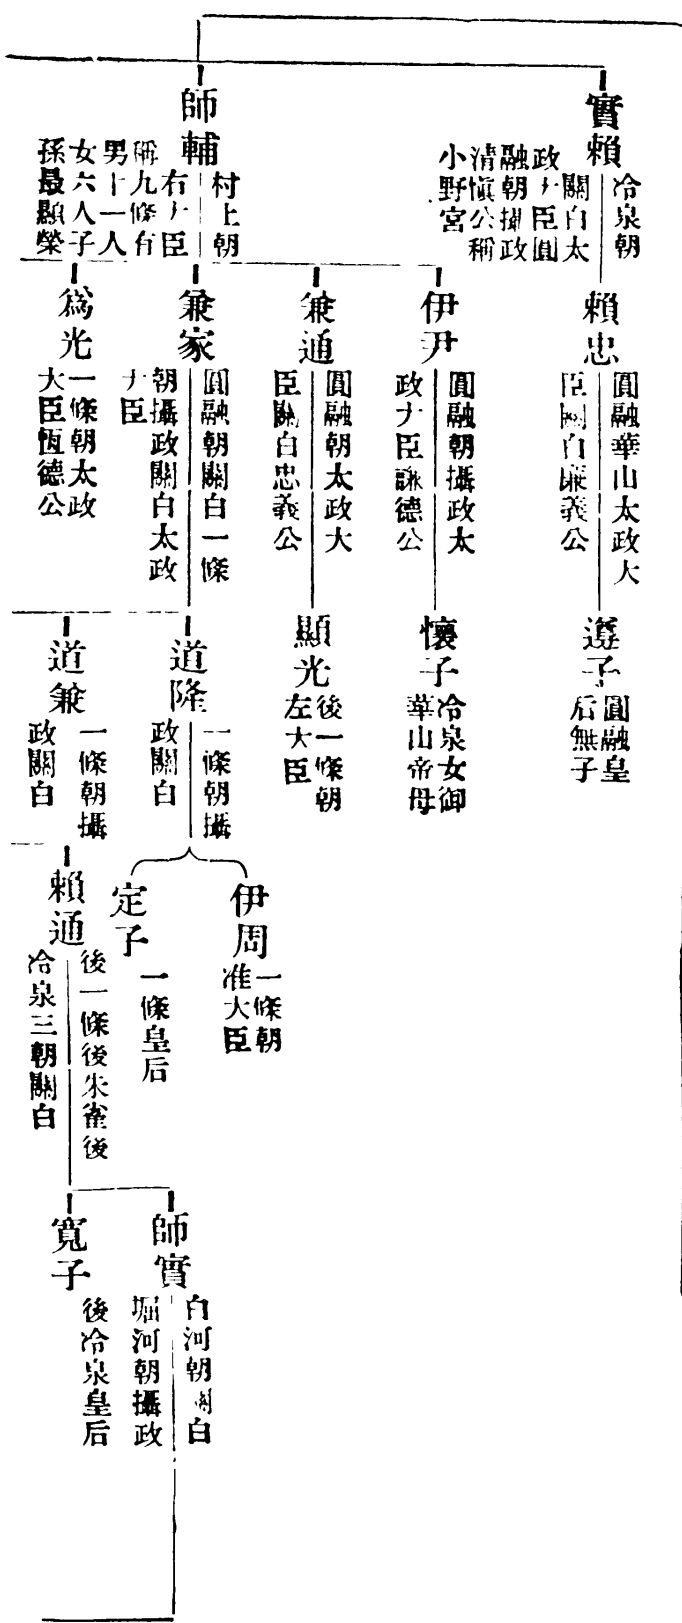 實賴
冷泉朝
關白太
政大臣圓
融朝攝政
清愼公稱
小野宮
賴忠
圓融華山太政大
臣關白廉義公
遵子
圓融皇
后無子
師輔
村上朝
右大臣
稱九條有
男十一人
女六人子
孫最顯榮
伊尹
圓融朝攝政太
政大臣謙德公
懷子
冷泉女御
華山帝母
兼通
圓融朝太政大
臣關白忠義公
顯光
後一條朝
左大臣
兼家
圓融朝關白一條
朝攝政關白太政
大臣
道隆
一條朝攝
政關白
伊周
一條朝
准大臣
定子
一條皇后
爲光
一條朝太政
大臣恆德公
道兼
一條朝攝
政關白
賴通
後一條後朱雀後
冷泉三朝關白
師實
白河朝關白
堀河朝攝政
寬子
後冷泉皇后